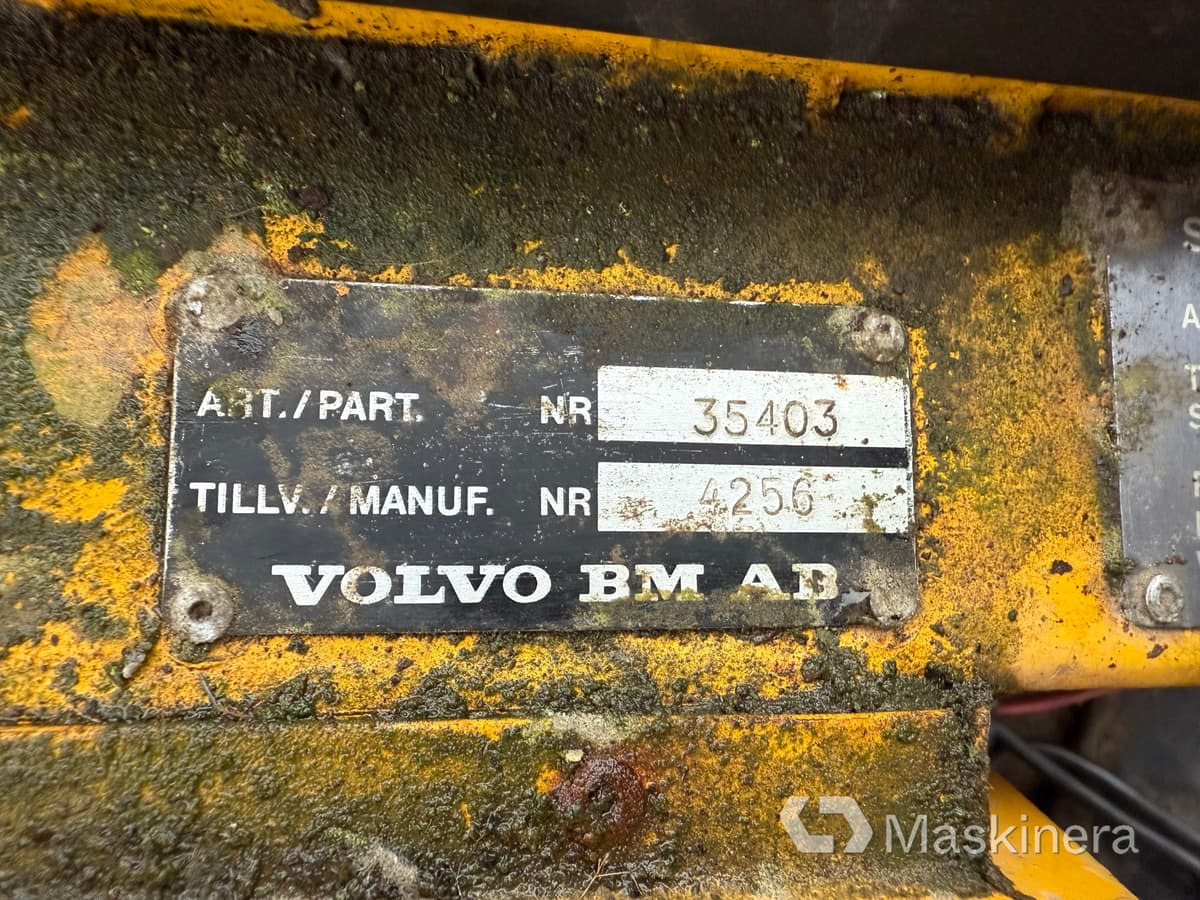 ART./PART. NR 35403
TILLV./MANUF. NR 4256
VOLVO BM AB
S
A
T
S
Maskinera